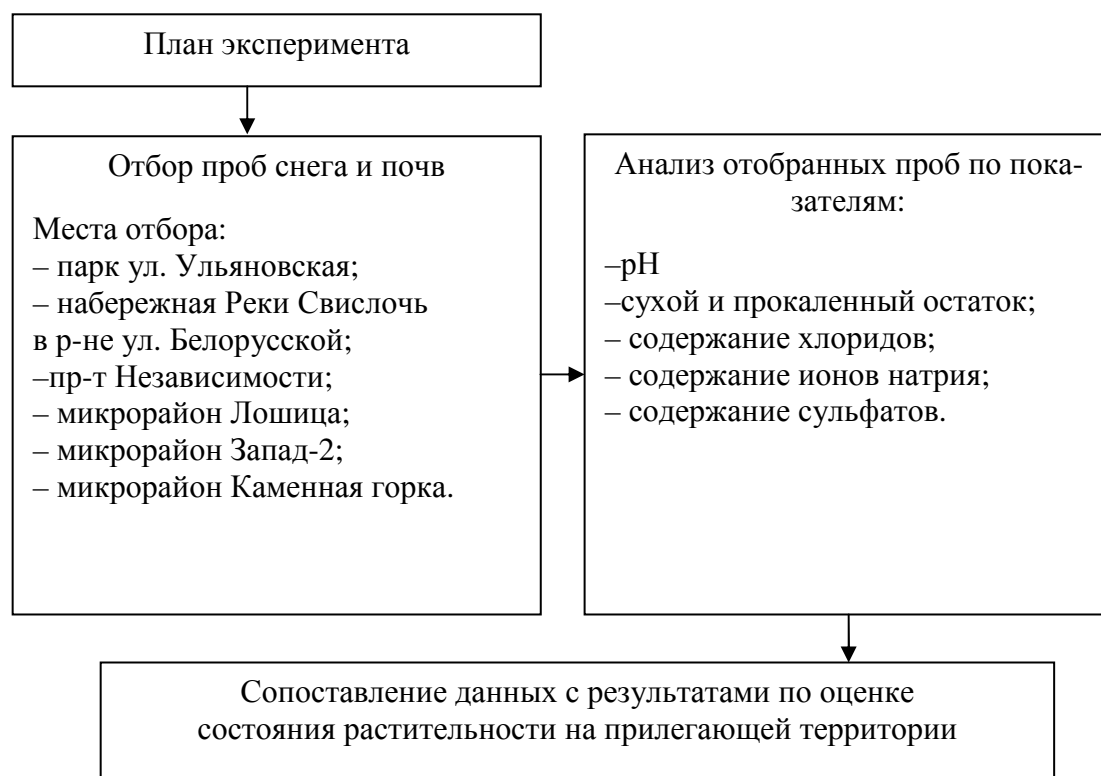 План эксперимента
Отбор проб снега и почв
Места отбора:
– парк ул. Ульяновская;
– набережная Реки Свислочь
в р-не ул. Белорусской;
–пр-т Независимости;
– микрорайон Лошица;
– микрорайон Запад-2;
– микрорайон Каменная горка.
Анализ отобранных проб по пока-
зателям:
–pH
–сухой и прокаленный остаток;
– содержание хлоридов;
– содержание ионов натрия;
– содержание сульфатов.
Сопоставление данных с результатами по оценке
состояния растительности на прилегающей территории